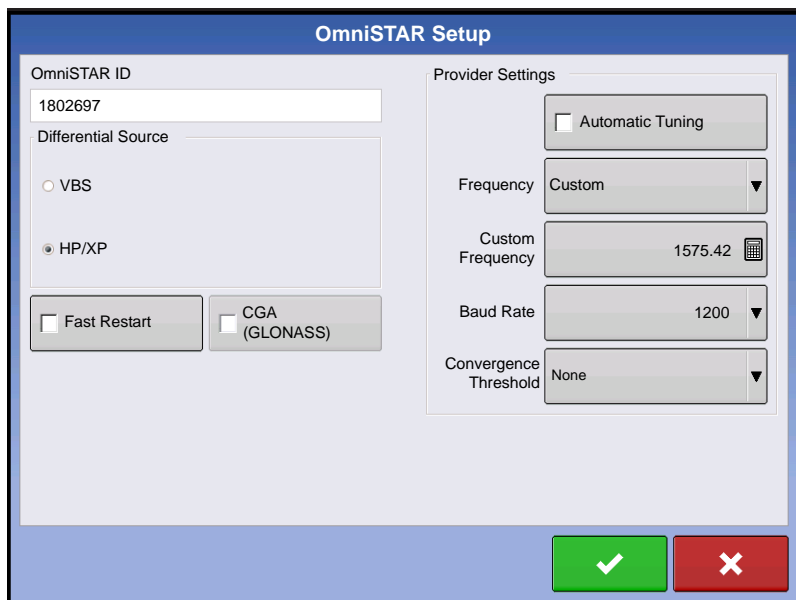 OmniSTAR Setup
OmniSTAR ID
1802697
Differential Source
VBS
HP/XP
Fast Restart
CGA
(GLONASS)
Provider Settings
Automatic Tuning
Frequency
Custom
Custom
Frequency
1575.42
Baud Rate
1200
Convergence
Threshold
None